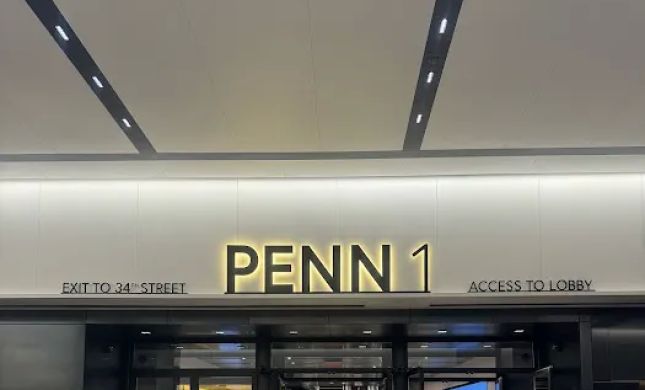 PENN 1
EXIT TO 34TH STREET
ACCESS TO LOBBY